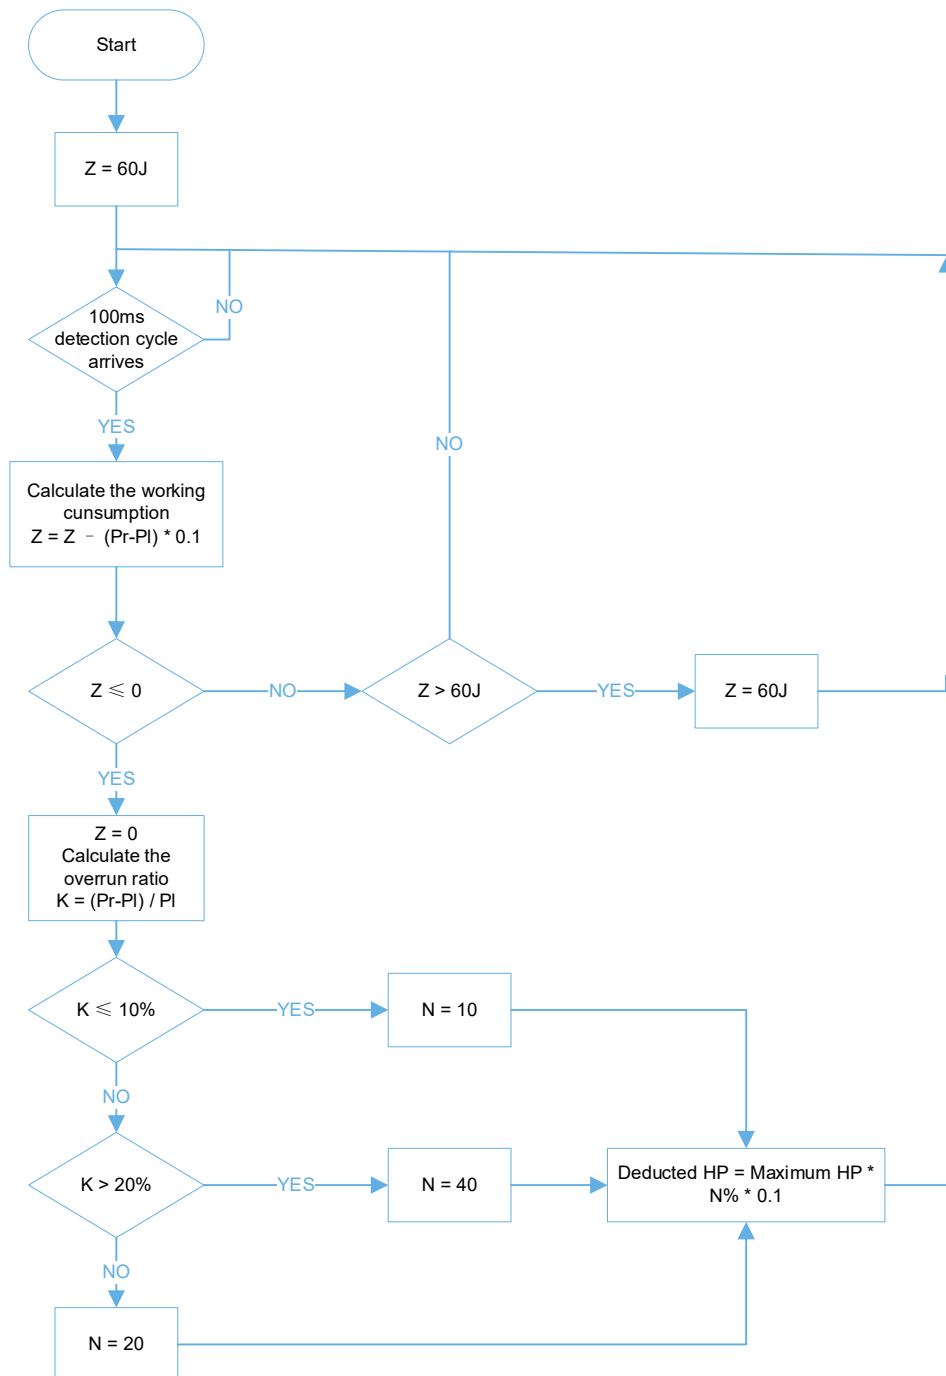 Start
Z = 60J
100ms
detection cycle
arrives
NO
YES
Calculate the working
cunsumption
Z = Z - (Pr-Pl) * 0.1
NO
Z ≤ 0
NO
Z > 60J
YES
Z = 60J
YES
Z = 0
Calculate the
overrun ratio
K = (Pr-Pl) / Pl
K ≤ 10%
YES
N = 10
NO
K > 20%
YES
N = 40
Deducted HP = Maximum HP *
N% * 0.1
NO
N = 20